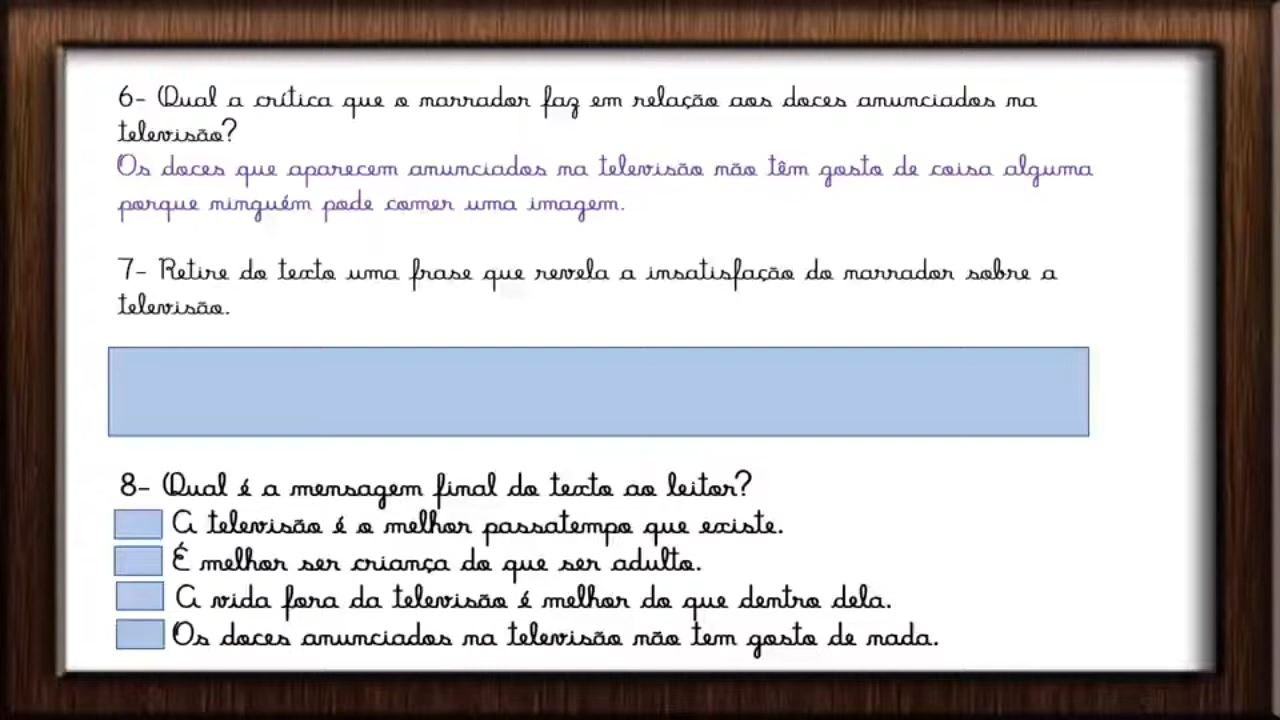 6- Qual a crítica que o narrador faz em relação aos doces anunciados na
televisão?
Os doces que aparecem anunciados na televisão não têm gosto de coisa alguma
porque ninguém pode comer uma imagem.
7- Retire do texto uma frase que revela a insatisfação do narrador sobre a
televisão.
8- Qual é a mensagem final do texto ao leitor?
A televisão é o melhor passatempo que existe.
É melhor ser criança do que ser adulto.
A vida fora da televisão é melhor do que dentro dela.
Os doces anunciados na televisão não tem gosto de nada.